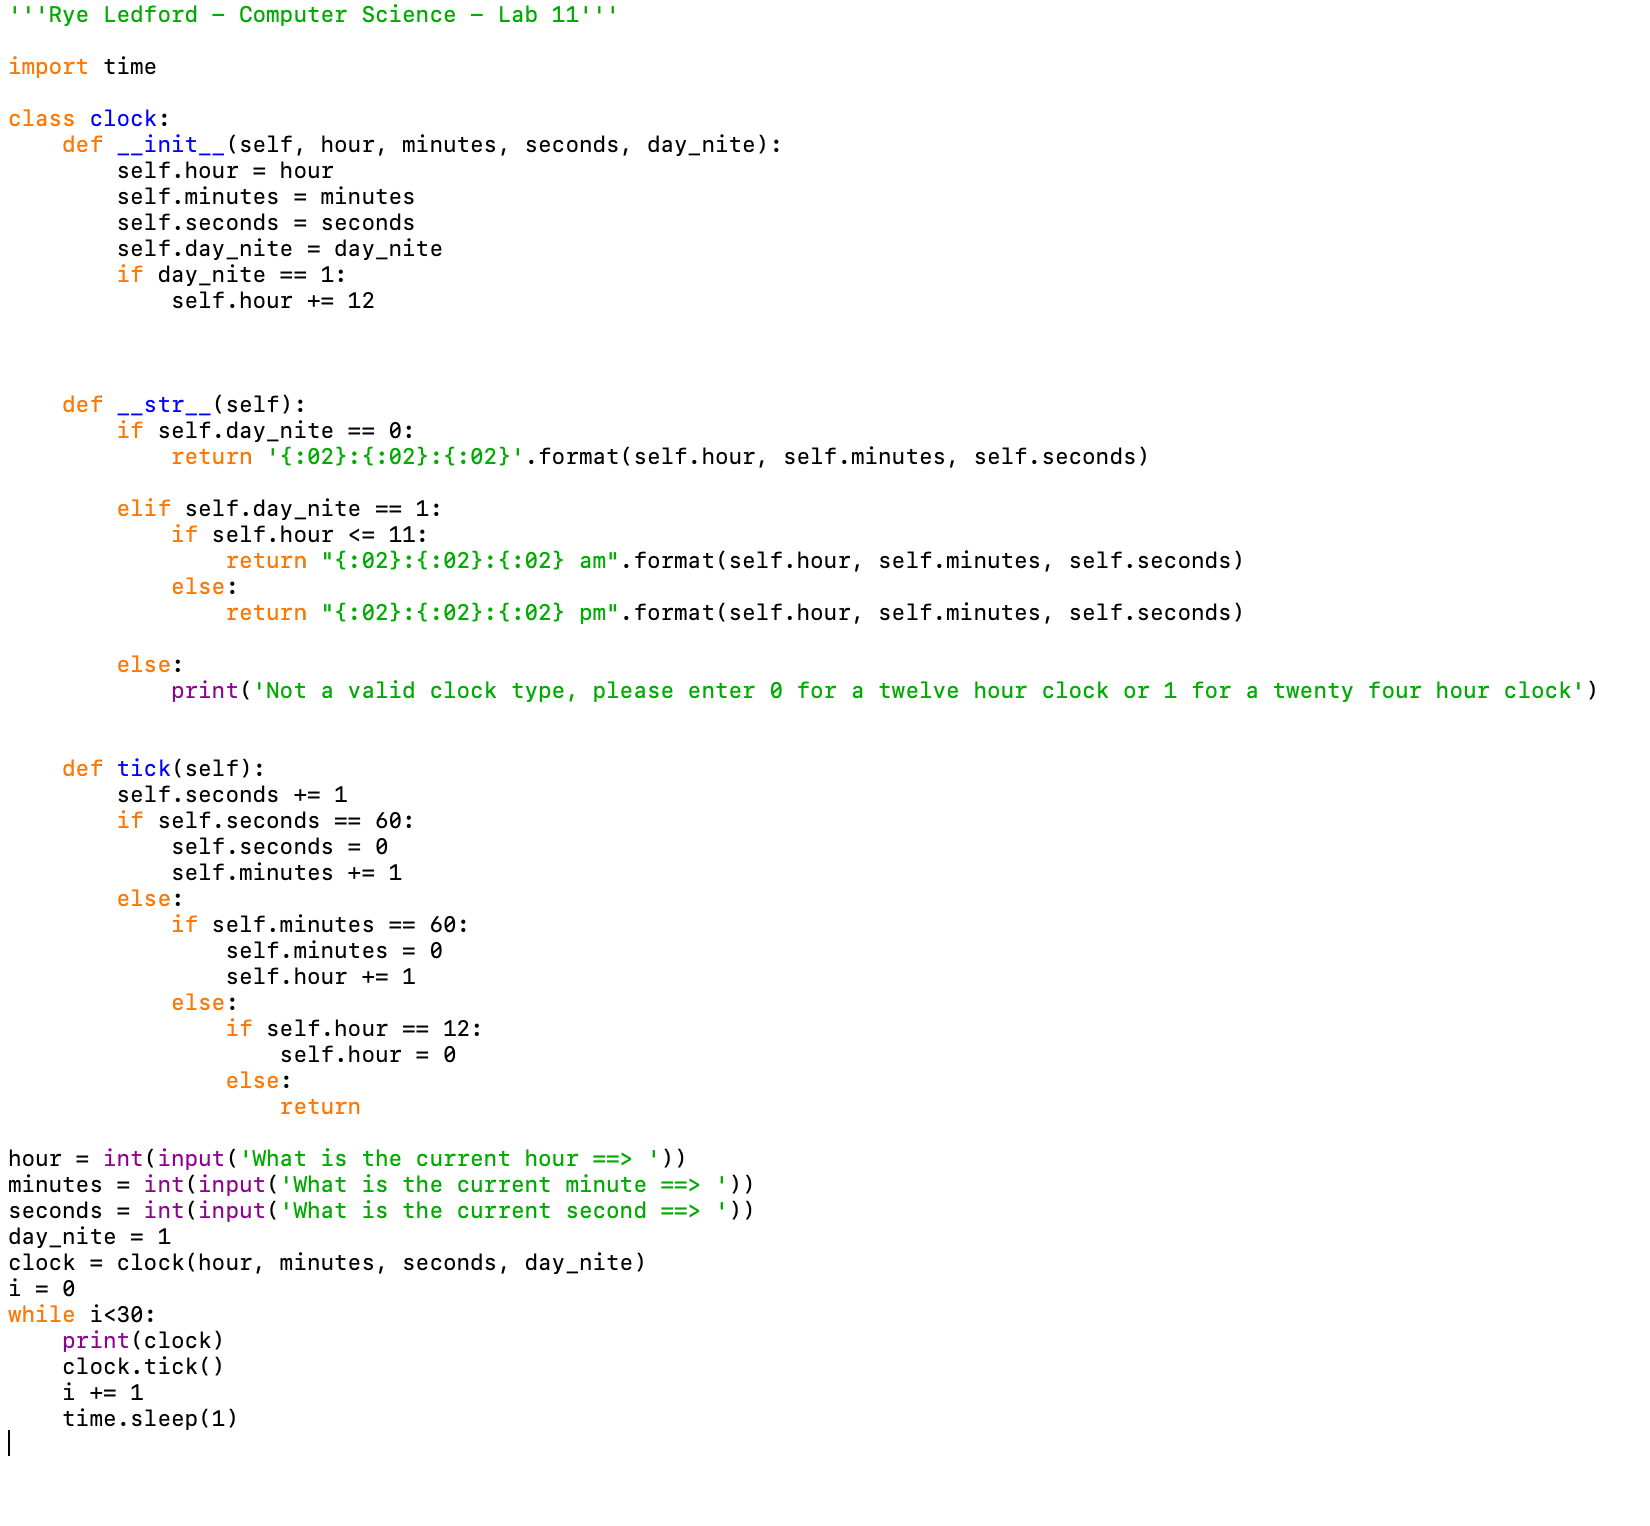 '''Rye Ledford – Computer Science – Lab 11'''
import time
class clock:
    def __init__(self, hour, minutes, seconds, day_nite):
        self.hour = hour
        self.minutes = minutes
        self.seconds = seconds
        self.day_nite = day_nite
        if day_nite == 1:
            self.hour += 12
    def __str__(self):
        if self.day_nite == 0:
            return '{:02}:{:02}:{:02}'.format(self.hour, self.minutes, self.seconds)
        elif self.day_nite == 1:
            if self.hour <= 11:
                return "{:02}:{:02}:{:02} am".format(self.hour, self.minutes, self.seconds)
            else:
                return "{:02}:{:02}:{:02} pm".format(self.hour, self.minutes, self.seconds)
        else:
            print('Not a valid clock type, please enter 0 for a twelve hour clock or 1 for a twenty four hour clock')
    def tick(self):
        self.seconds += 1
        if self.seconds == 60:
            self.seconds = 0
            self.minutes += 1
        else:
            if self.minutes == 60:
                self.minutes = 0
                self.hour += 1
            else:
                if self.hour == 12:
                    self.hour = 0
                else:
                    return
hour = int(input('What is the current hour ==> '))
minutes = int(input('What is the current minute ==> '))
seconds = int(input('What is the current second ==> '))
day_nite = 1
clock = clock(hour, minutes, seconds, day_nite)
i = 0
while i<30:
    print(clock)
    clock.tick()
    i += 1
    time.sleep(1)